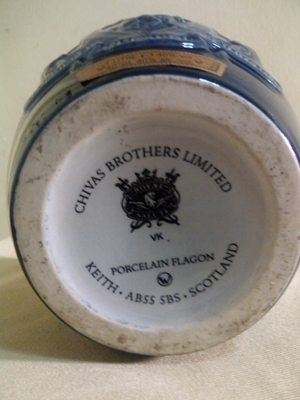 CHIVAS BROTHERS LIMITED
VK
PORCELAIN FLAGON
W
KEITH · AB55 5BS · SCOTLAND